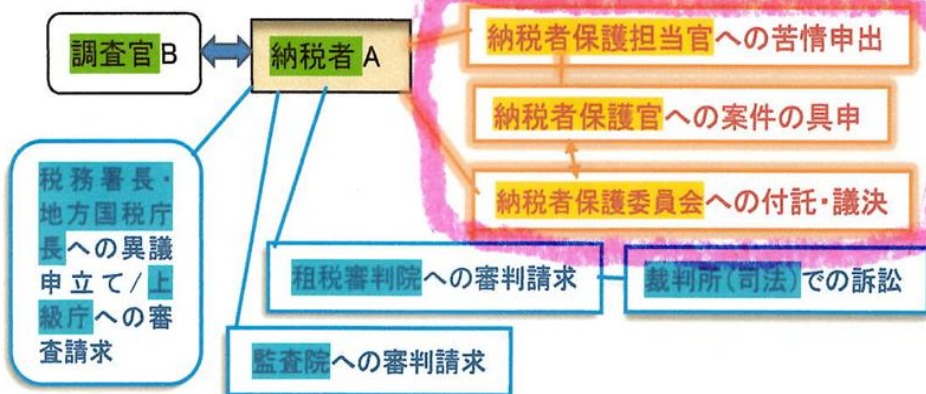 調査官B
納税者A
納税者保護担当官への苦情申出
納税者保護官への案件の具申
納税者保護委員会への付託・議決
税務署長・
地方国税庁
長への異議
申立て/上
級庁への審
査請求
租税審判院への審判請求
裁判所(司法)での訴訟
監査院への審判請求